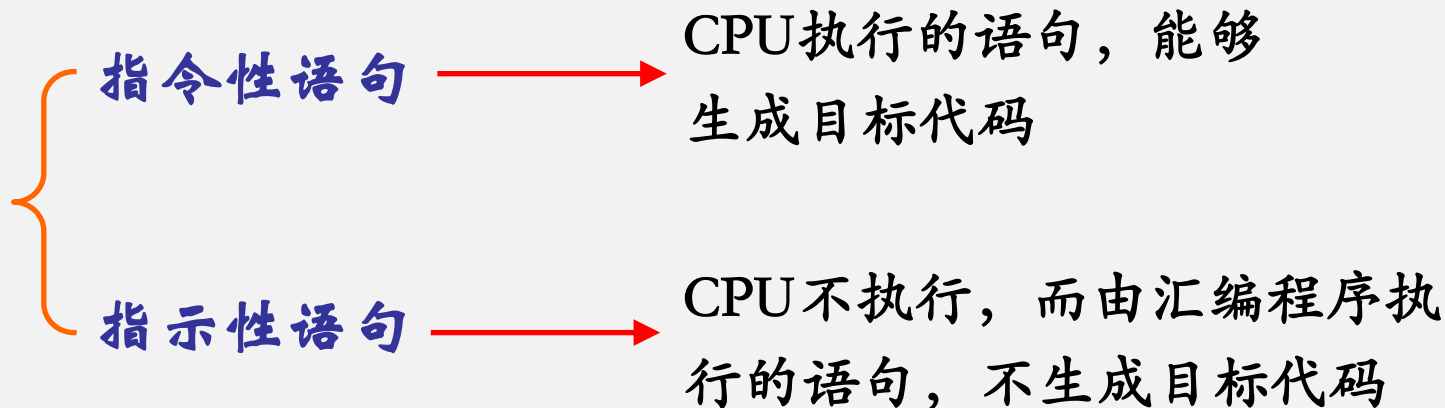 指令性语句
CPU执行的语句，能够
生成目标代码
指示性语句
CPU不执行，而由汇编程序执
行的语句，不生成目标代码